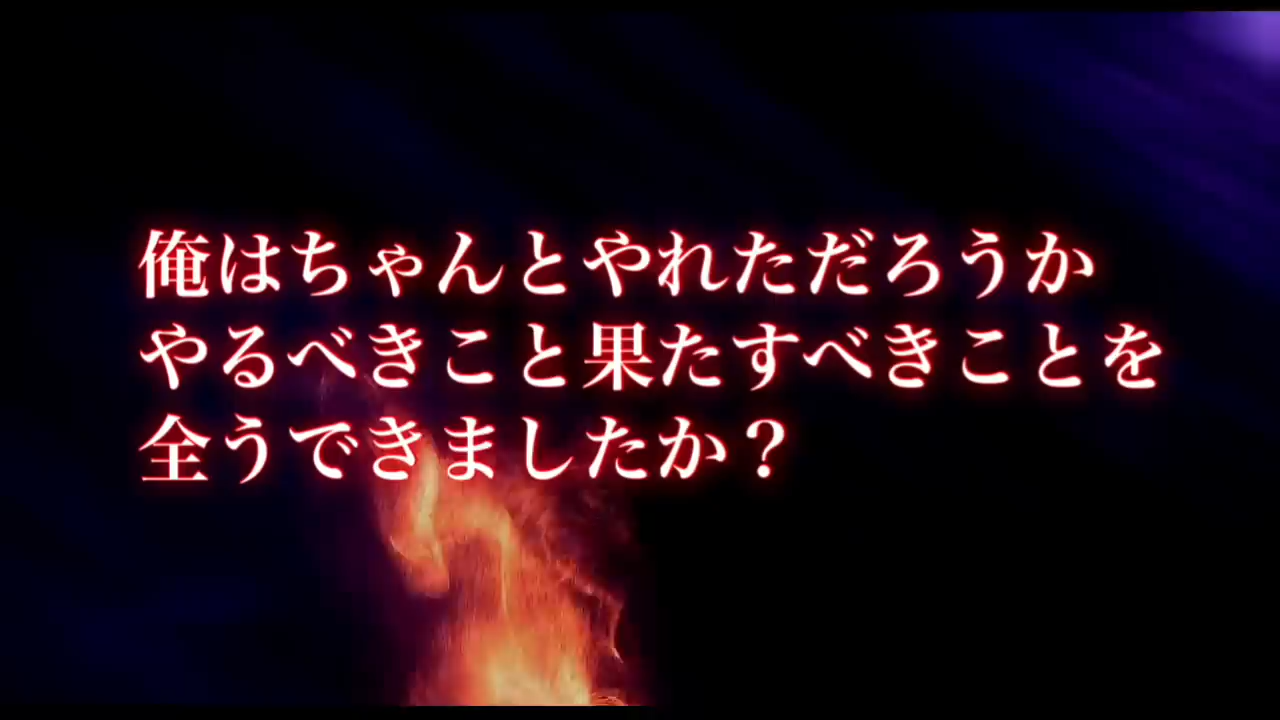 俺はちゃんとやれただろうか
やるべきこと果たすべきことを
全うできましたか？